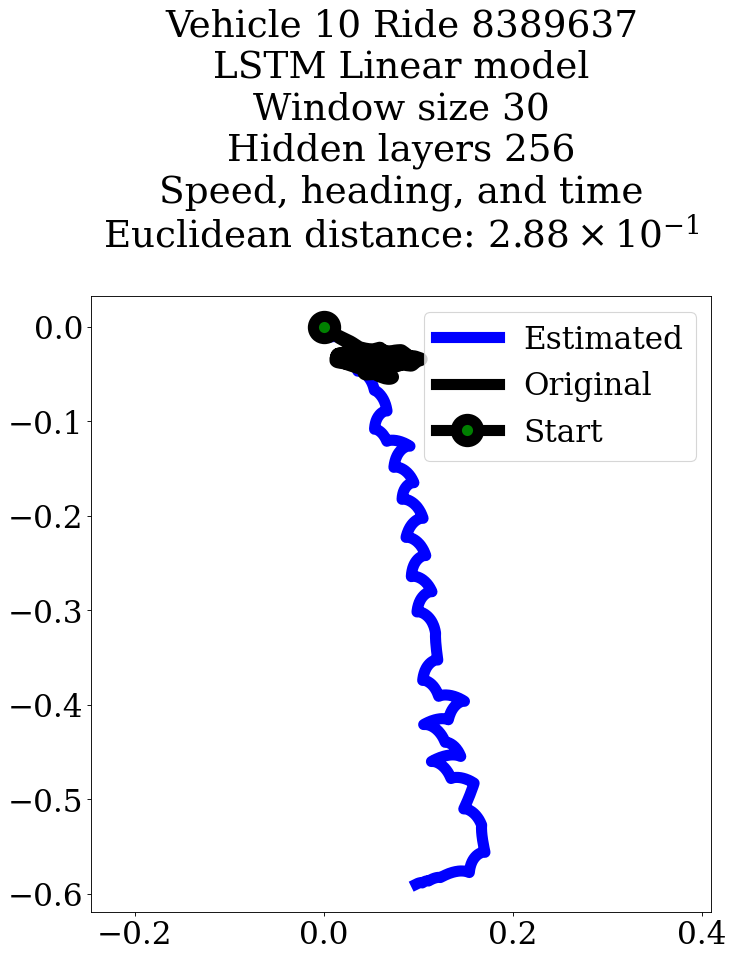 Vehicle 10 Ride 8389637
LSTM Linear model
Window size 30
Hidden layers 256
Speed, heading, and time
Euclidean distance: 2.88 × 10⁻¹
Estimated
Original
Start
0.0
−0.1
−0.2
−0.3
−0.4
−0.5
−0.6
−0.2 0.0 0.2 0.4